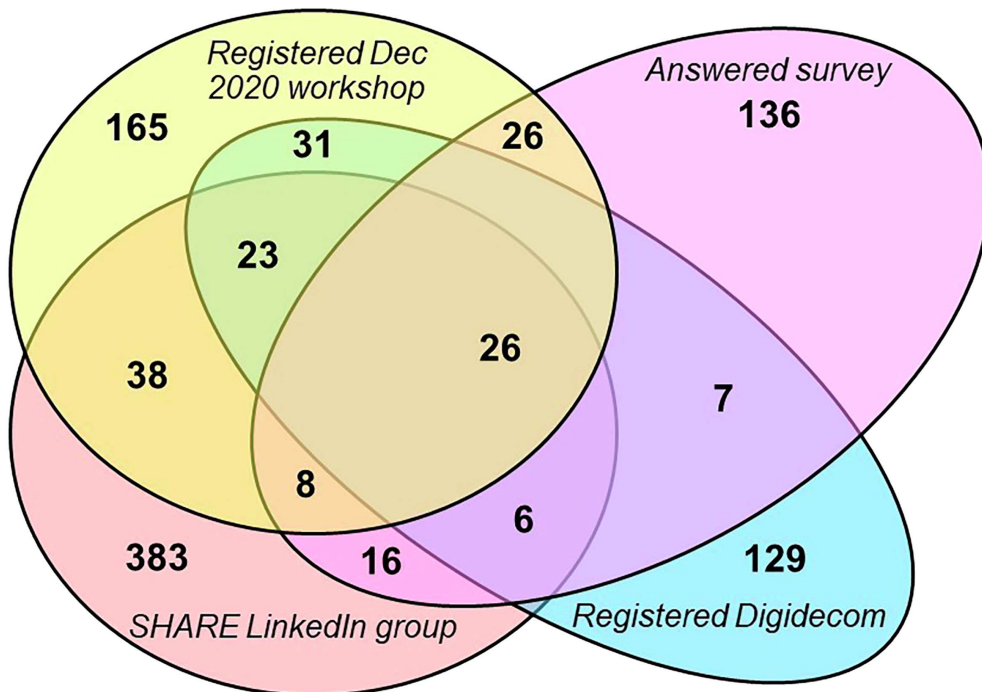 Registered Dec
2020 workshop
Answered survey
165
136
31
26
23
38
26
7
8
6
383
16
129
SHARE LinkedIn group
Registered Digidecom